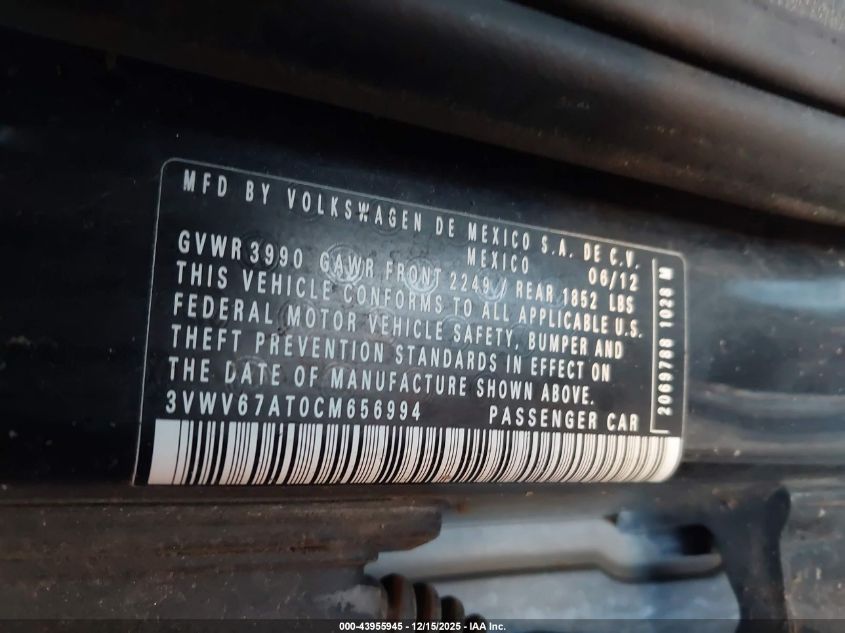 MFD BY VOLKSWAGEN DE MEXICO S.A. DE C.V.
MEXICO
06/12
GVWR 3990 GAWR FRONT 2249 / REAR 1852 LBS
THIS VEHICLE CONFORMS TO ALL APPLICABLE U.S.
FEDERAL MOTOR VEHICLE SAFETY, BUMPER AND
THEFT PREVENTION STANDARDS IN EFFECT ON
THE DATE OF MANUFACTURE SHOWN ABOVE.
3VWV67AT0CM656994 PASSENGER CAR
2069788 1028 M
000-43955945 - 12/15/2025 - IAA Inc.